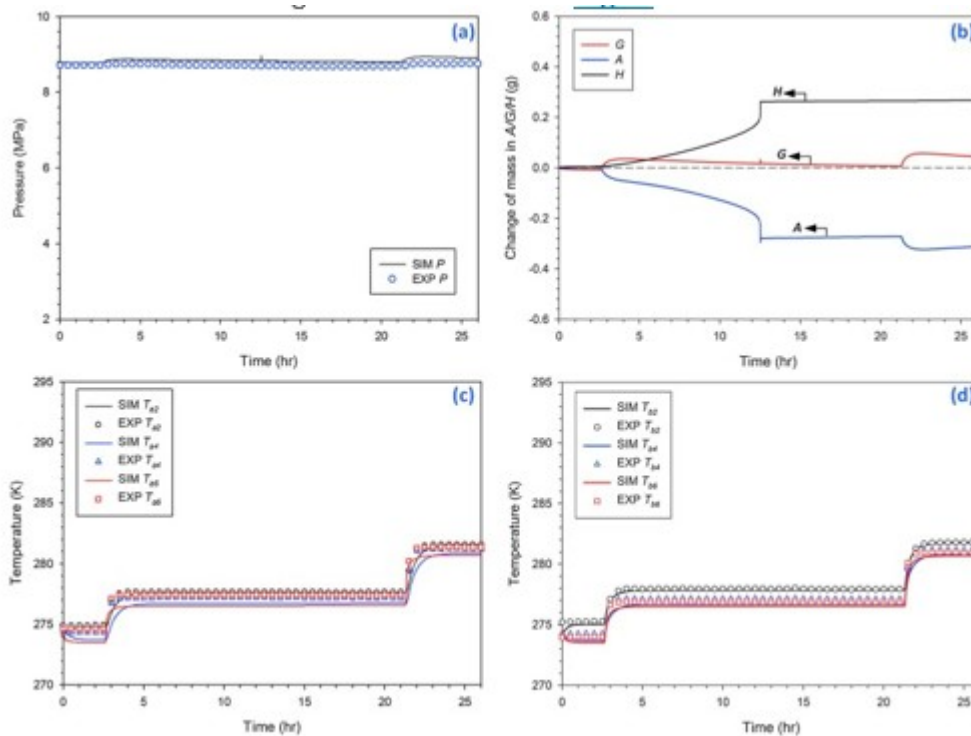 (a)
Pressure (MPa)
10
8
6
4
2
SIM P
EXP P
0 5 10 15 20 25
Time (hr)
(b)
Change of mass in A/G/H (g)
0.6
0.4
0.2
0.0
-0.2
-0.4
-0.6
G
A
H
H
G
A
0 5 10 15 20 25
Time (hr)
(c)
Temperature (K)
295
290
285
280
275
270
SIM Ta2
EXP Ta2
SIM Ta4
EXP Ta4
SIM Ta6
EXP Ta6
0 5 10 15 20 25
Time (hr)
(d)
Temperature (K)
295
290
285
280
275
270
SIM Tb2
EXP Tb2
SIM Tb4
EXP Tb4
SIM Tb6
EXP Tb6
0 5 10 15 20 25
Time (hr)